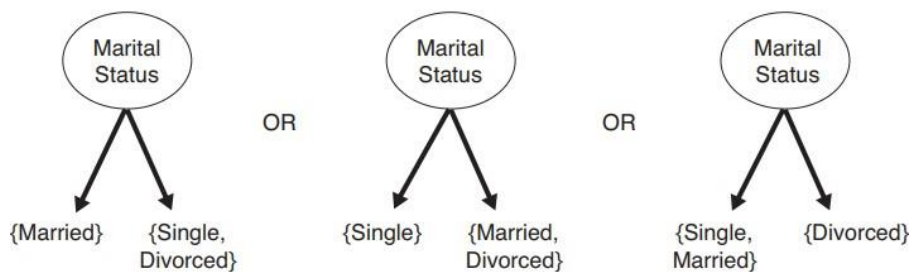 Marital
Status
OR
Marital
Status
OR
Marital
Status
{Married}
{Single,
Divorced}
{Single}
{Married,
Divorced}
{Single,
Married}
{Divorced}